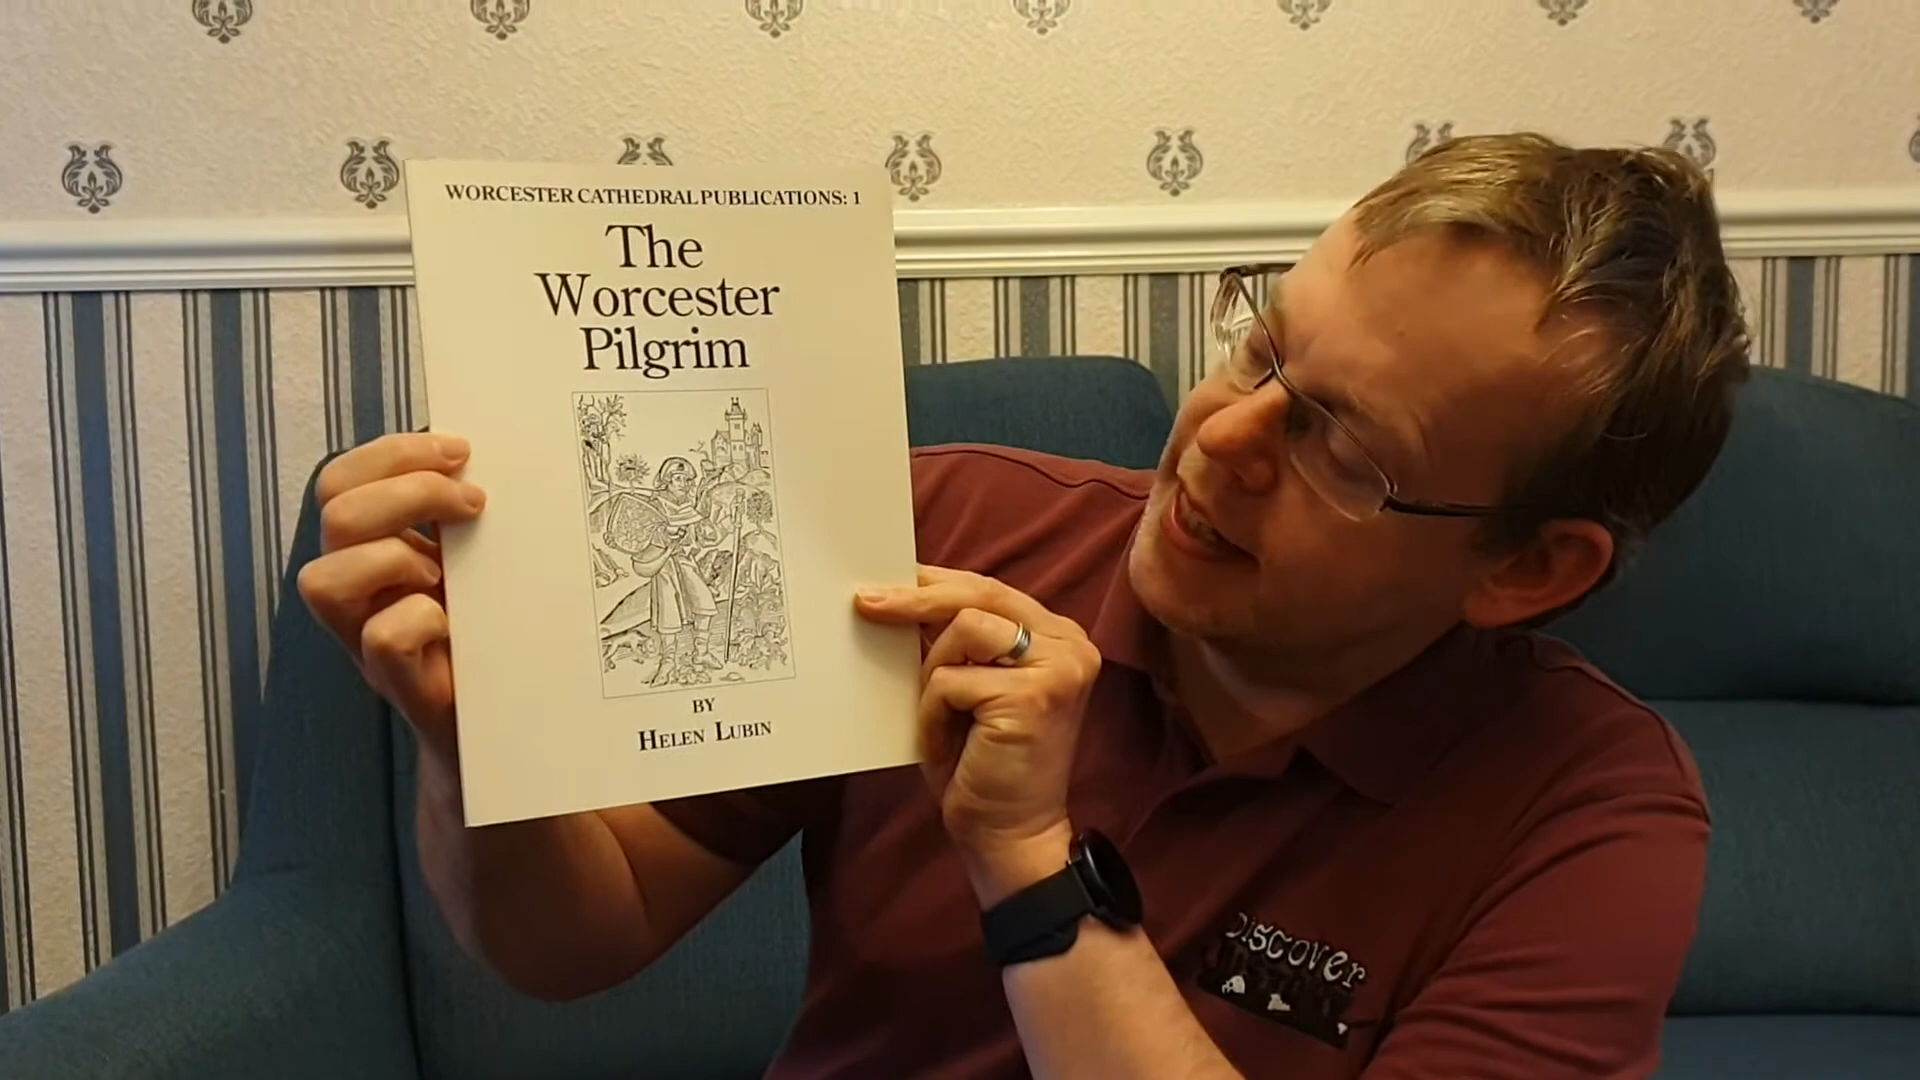 WORCESTER CATHEDRAL PUBLICATIONS: 1
The
Worcester
Pilgrim
BY
HELEN LUBIN
DISCOVER